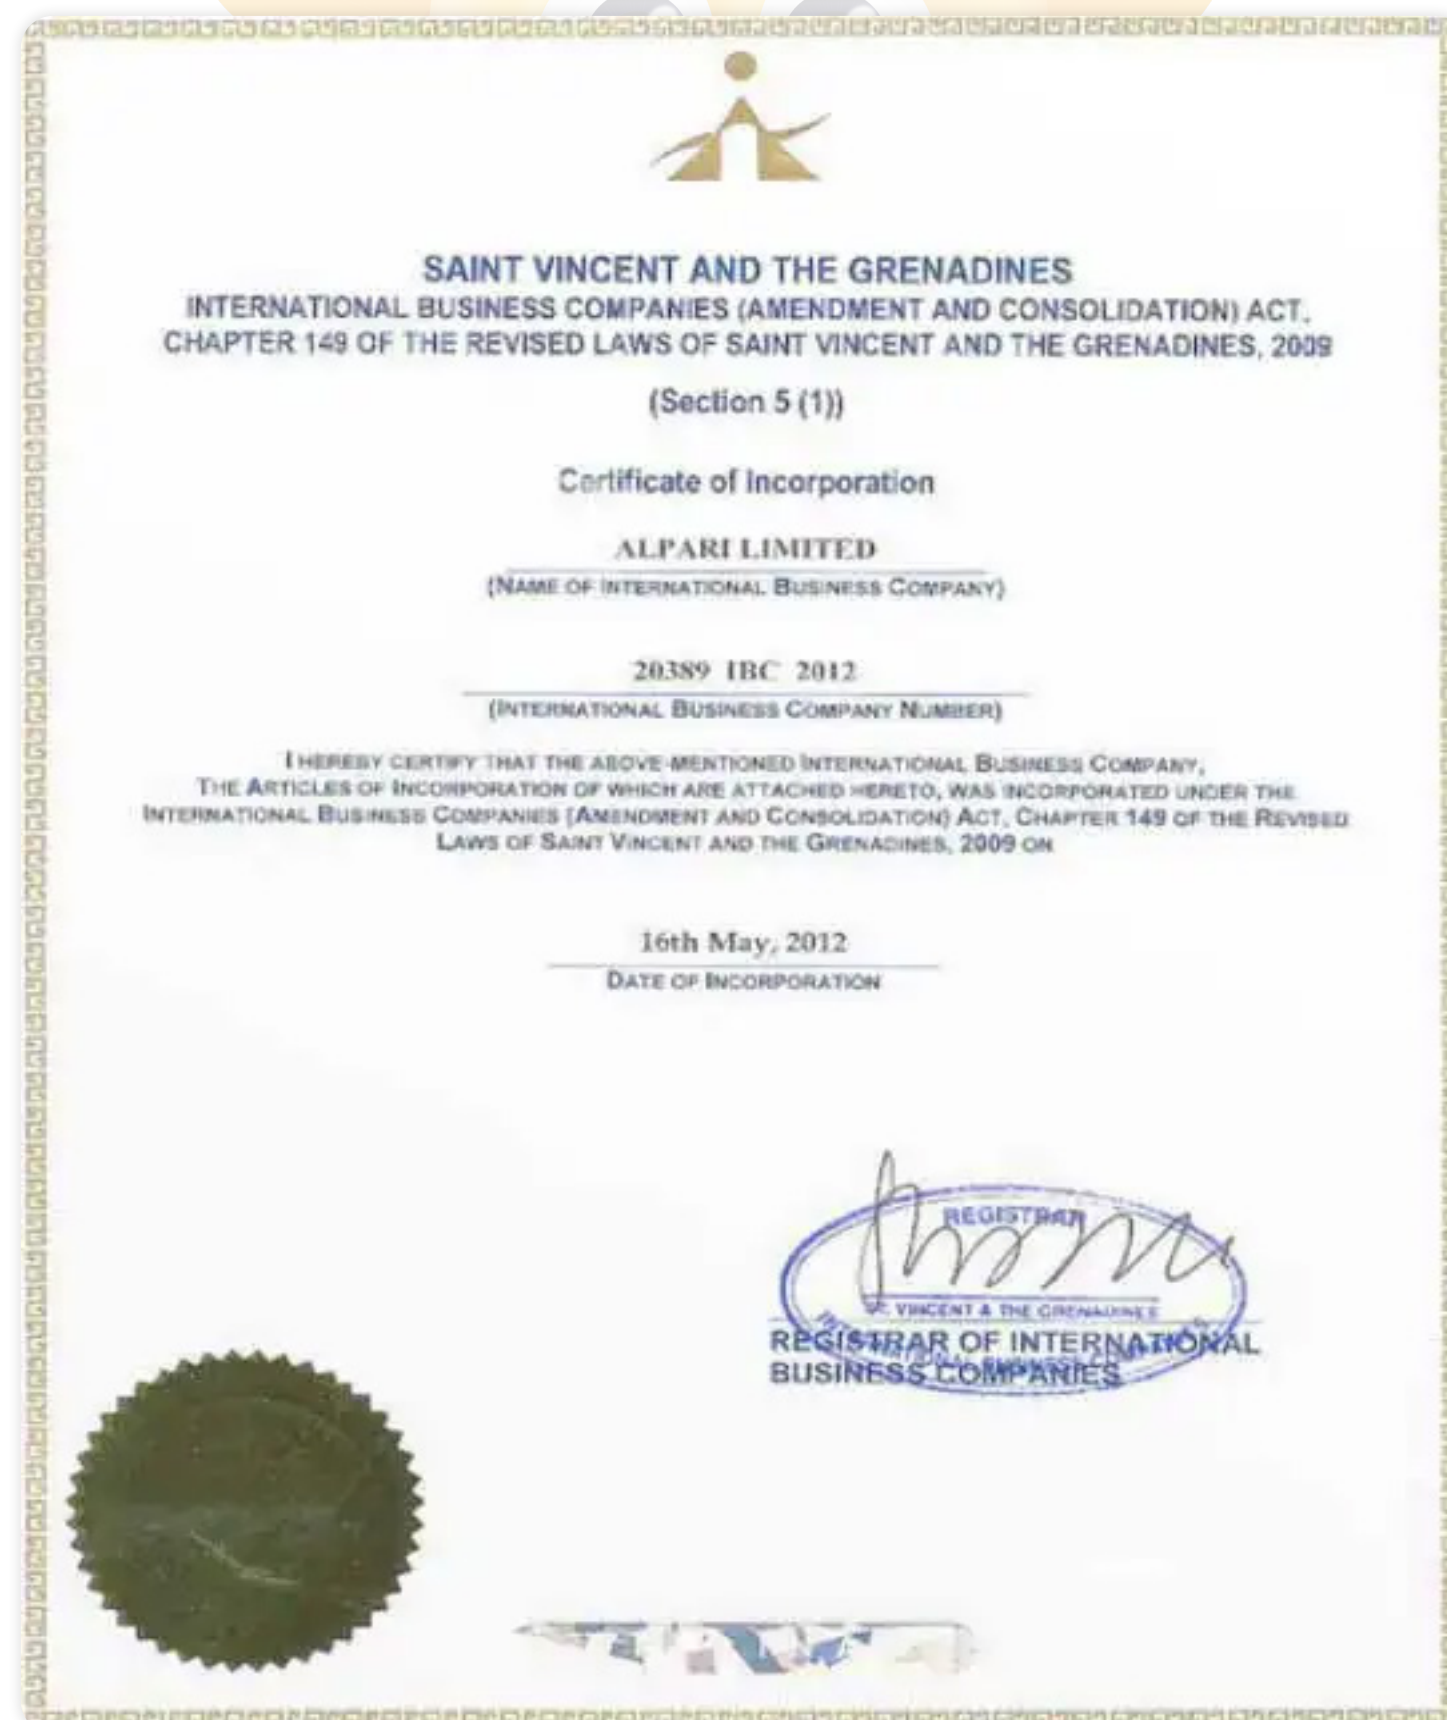 SAINT VINCENT AND THE GRENADINES
INTERNATIONAL BUSINESS COMPANIES (AMENDMENT AND CONSOLIDATION) ACT,
CHAPTER 149 OF THE REVISED LAWS OF SAINT VINCENT AND THE GRENADINES, 2009
(Section 5 (1))
Certificate of Incorporation
ALPARI LIMITED
(NAME OF INTERNATIONAL BUSINESS COMPANY)
20389 IBC 2012
(INTERNATIONAL BUSINESS COMPANY NUMBER)
I HEREBY CERTIFY THAT THE ABOVE-MENTIONED INTERNATIONAL BUSINESS COMPANY,
THE ARTICLES OF INCORPORATION OF WHICH ARE ATTACHED HERETO, WAS INCORPORATED UNDER THE
INTERNATIONAL BUSINESS COMPANIES (AMENDMENT AND CONSOLIDATION) ACT, CHAPTER 149 OF THE REVISED
LAWS OF SAINT VINCENT AND THE GRENADINES, 2009 ON
16th May, 2012
DATE OF INCORPORATION
REGISTRAR
ST. VINCENT & THE GRENADINES
INTERNATIONAL BUSINESS COMPANIES
REGISTRAR OF INTERNATIONAL
BUSINESS COMPANIES